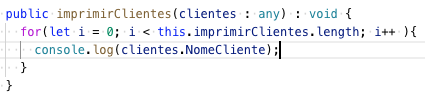 public imprimirClientes(clientes : any) : void {
for(let i = 0; i < this.imprimirClientes.length; i++ ){
console.log(clientes.NomeCliente);
}
}